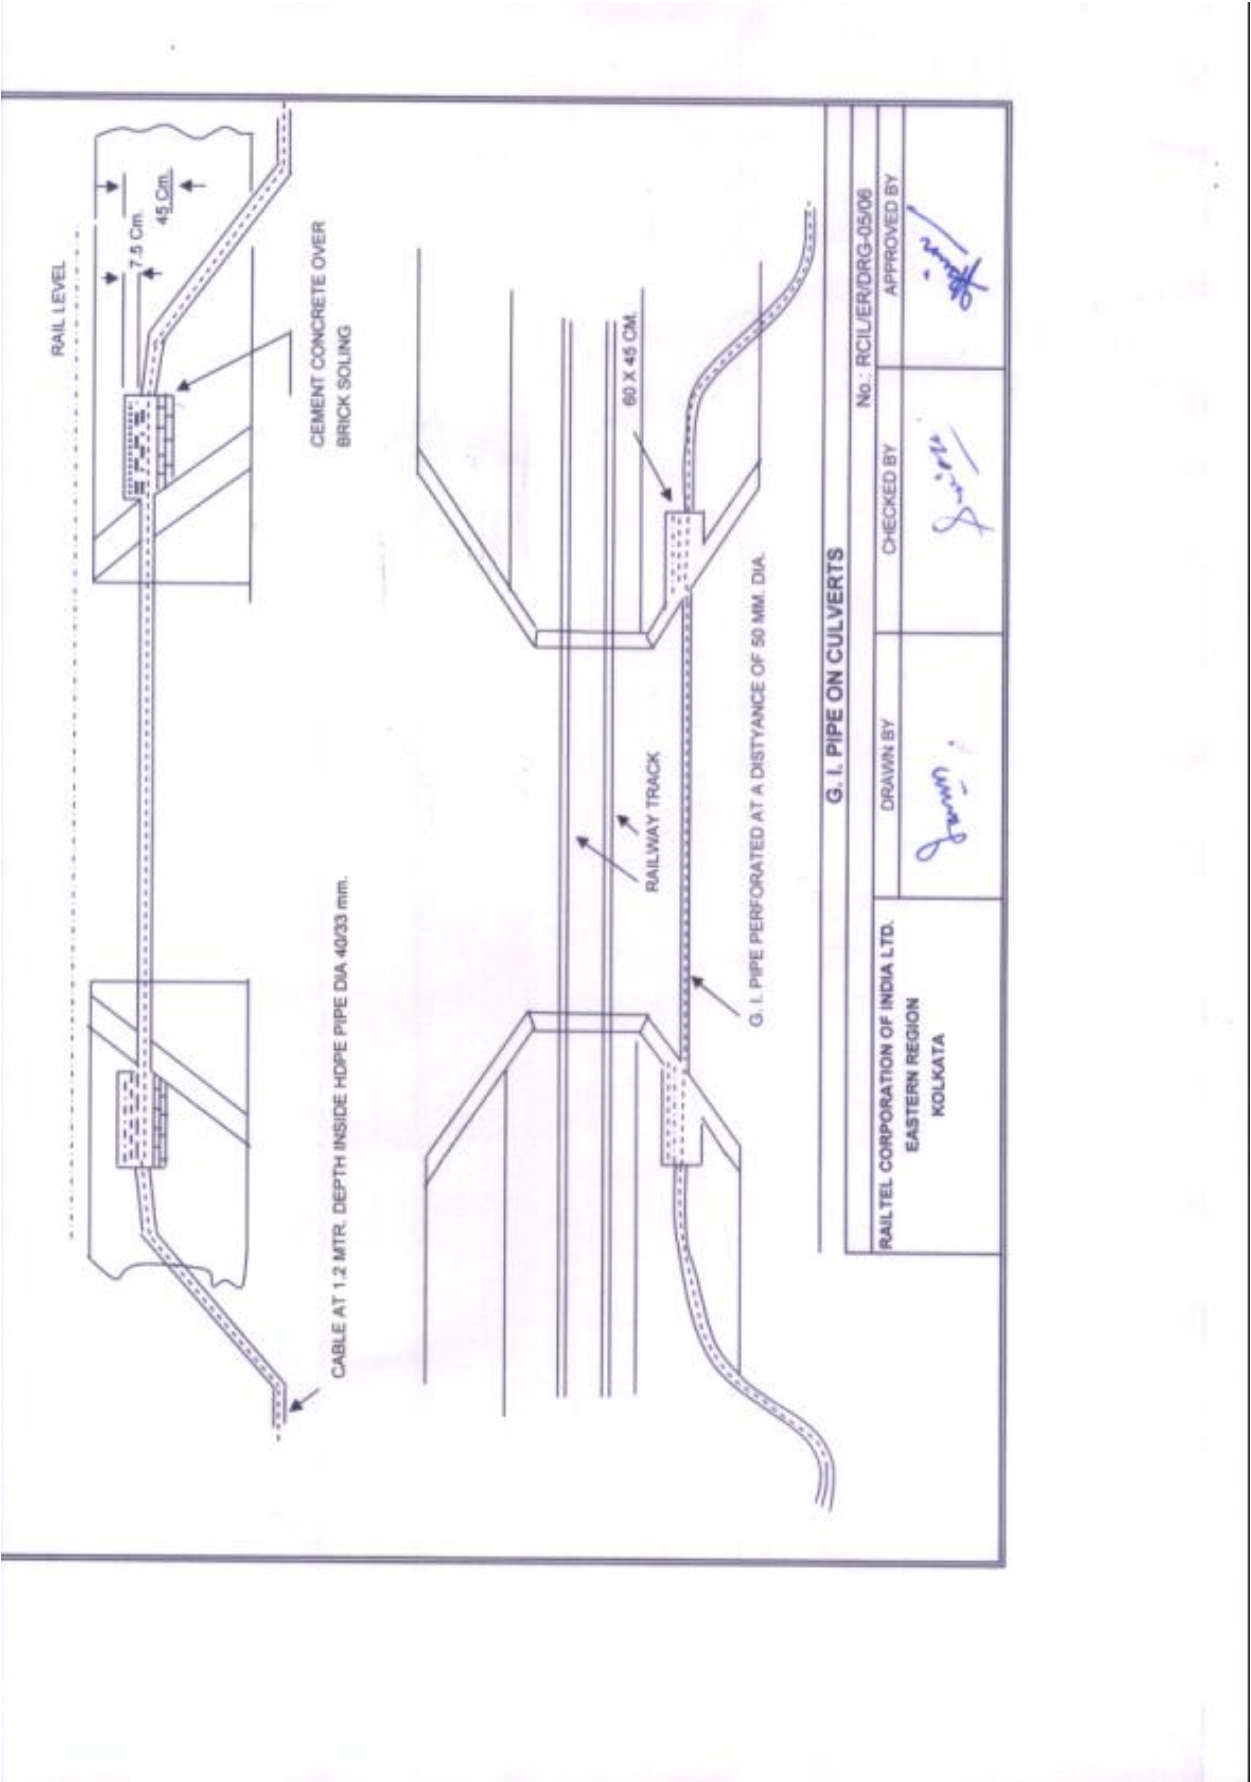 RAIL LEVEL
7.5 Cm.
45 Cm.
CEMENT CONCRETE OVER
BRICK SOLING
CABLE AT 1.2 MTR. DEPTH INSIDE HDPE PIPE DIA 40/33 mm.
60 X 45 CM.
RAILWAY TRACK
G. I. PIPE PERFORATED AT A DISTYANCE OF 50 MM. DIA.
G. I. PIPE ON CULVERTS
No.: RCIL/ER/DRG-05/06
RAILTEL CORPORATION OF INDIA LTD.
EASTERN REGION
KOLKATA
DRAWN BY
CHECKED BY
APPROVED BY